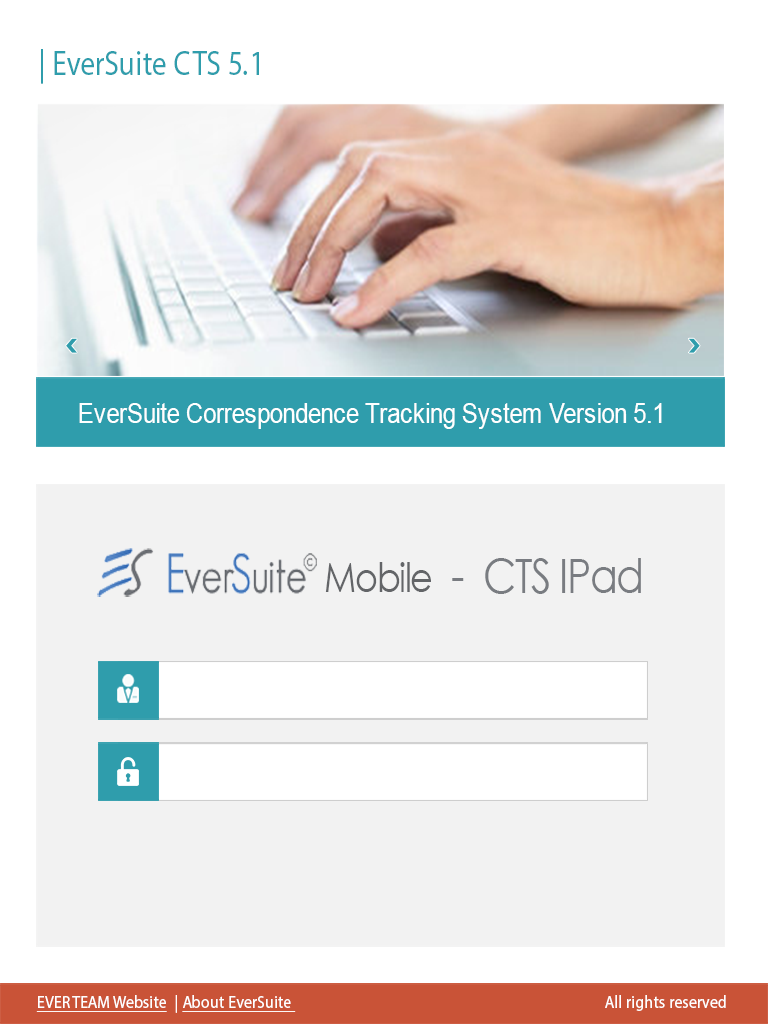 | EverSuite CTS 5.1
EverSuite Correspondence Tracking System Version 5.1
EverSuite© Mobile - CTS IPad
EVERTEAM Website | About EverSuite
All rights reserved